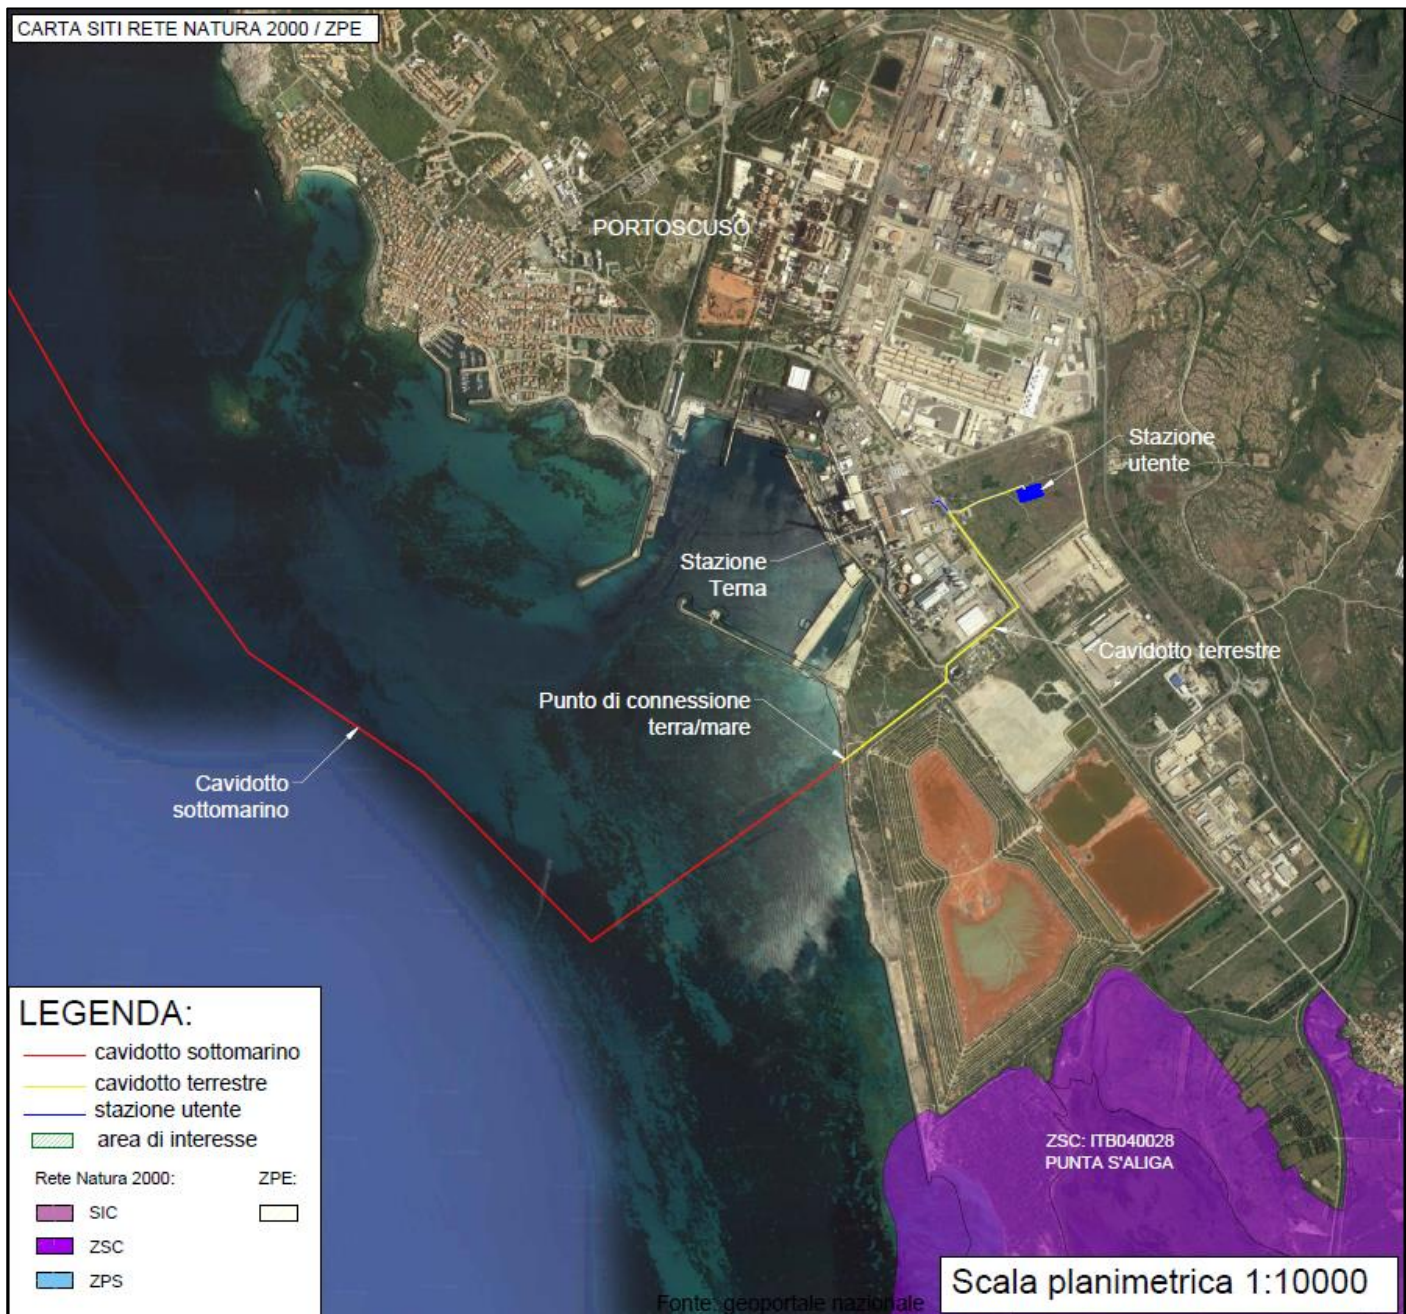 CARTA SITI RETE NATURA 2000 / ZPE
PORTOSCUSO
Stazione
utente
Stazione
Terna
Cavidotto terrestre
Punto di connessione
terra/mare
Cavidotto
sottomarino
LEGENDA:
cavidotto sottomarino
cavidotto terrestre
stazione utente
area di interesse
Rete Natura 2000: ZPE:
SIC
ZSC
ZPS
ZSC: ITB040028
PUNTA S'ALIGA
Scala planimetrica 1:10000
Fonte: geoportale nazionale